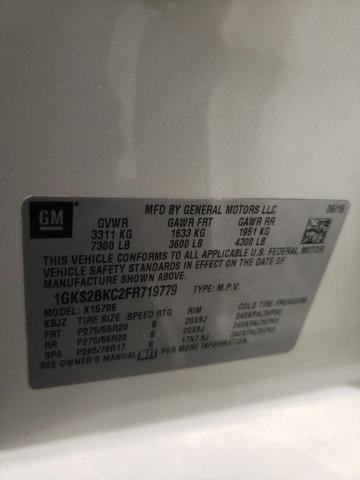 GM
MFD BY GENERAL MOTORS LLC 06/15
GVWR GAWR FRT GAWR RR
3311 KG 1633 KG 1951 KG
7300 LB 3600 LB 4300 LB
THIS VEHICLE CONFORMS TO ALL APPLICABLE U.S. FEDERAL MOTOR
VEHICLE SAFETY AND BUMPER STANDARDS IN EFFECT ON THE DATE OF
MANUFACTURE SHOWN ABOVE.
1GKS2BKC2FR719779 TYPE: M.P.V.
MODEL: K15706
KBJZ TIRE SIZE SPEED RTG RIM COLD TIRE PRESSURE
FRT P275/55R20 S 20X9J 240KPA(35PSI)
RR P275/55R20 S 20X9J 240KPA(35PSI)
SPA P265/70R17 S 17X7.5J 240KPA(35PSI)
SEE OWNER'S MANUAL